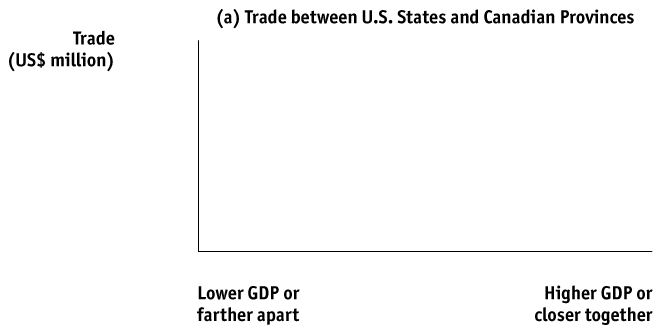 (a) Trade between U.S. States and Canadian Provinces
Trade
(US$ million)
Lower GDP or
farther apart
Higher GDP or
closer together